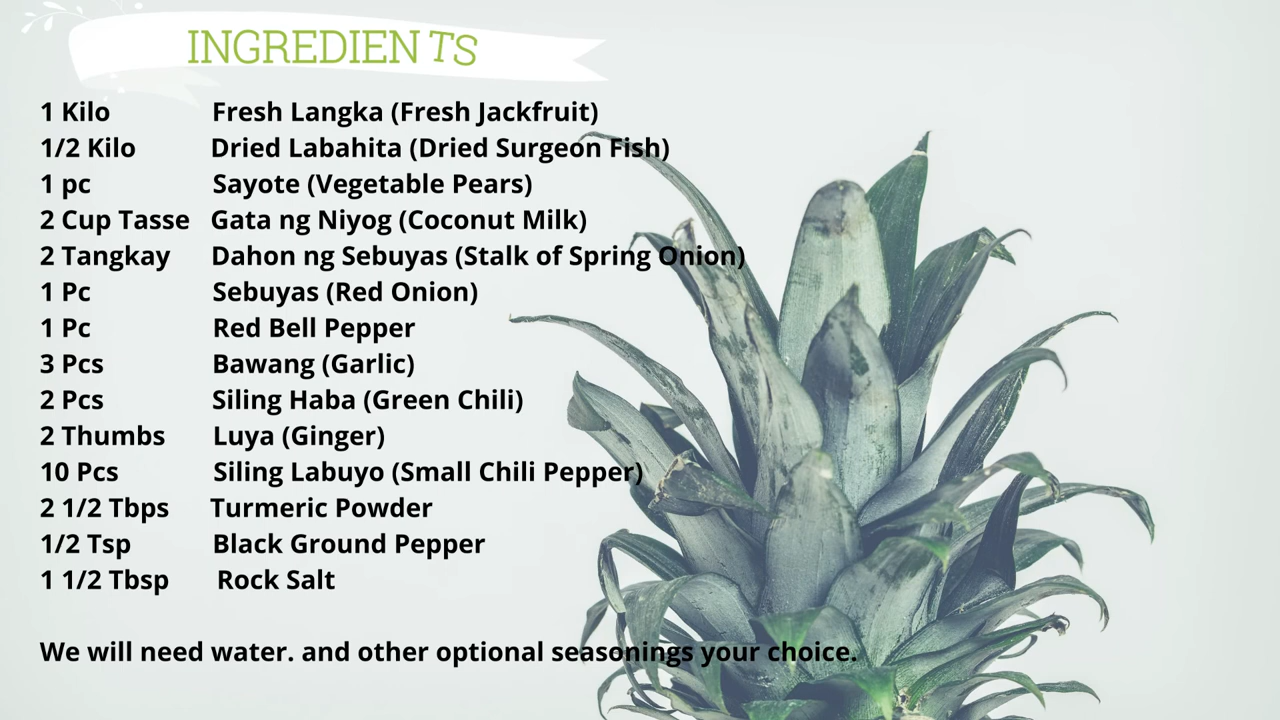 INGREDIENTS
1 Kilo Fresh Langka (Fresh Jackfruit)
1/2 Kilo Dried Labahita (Dried Surgeon Fish)
1 pc Sayote (Vegetable Pears)
2 Cup Tasse Gata ng Niyog (Coconut Milk)
2 Tangkay Dahon ng Sebuyas (Stalk of Spring Onion)
1 Pc Sebuyas (Red Onion)
1 Pc Red Bell Pepper
3 Pcs Bawang (Garlic)
2 Pcs Siling Haba (Green Chili)
2 Thumbs Luya (Ginger)
10 Pcs Siling Labuyo (Small Chili Pepper)
2 1/2 Tbps Turmeric Powder
1/2 Tsp Black Ground Pepper
1 1/2 Tbsp Rock Salt
We will need water. and other optional seasonings your choice.